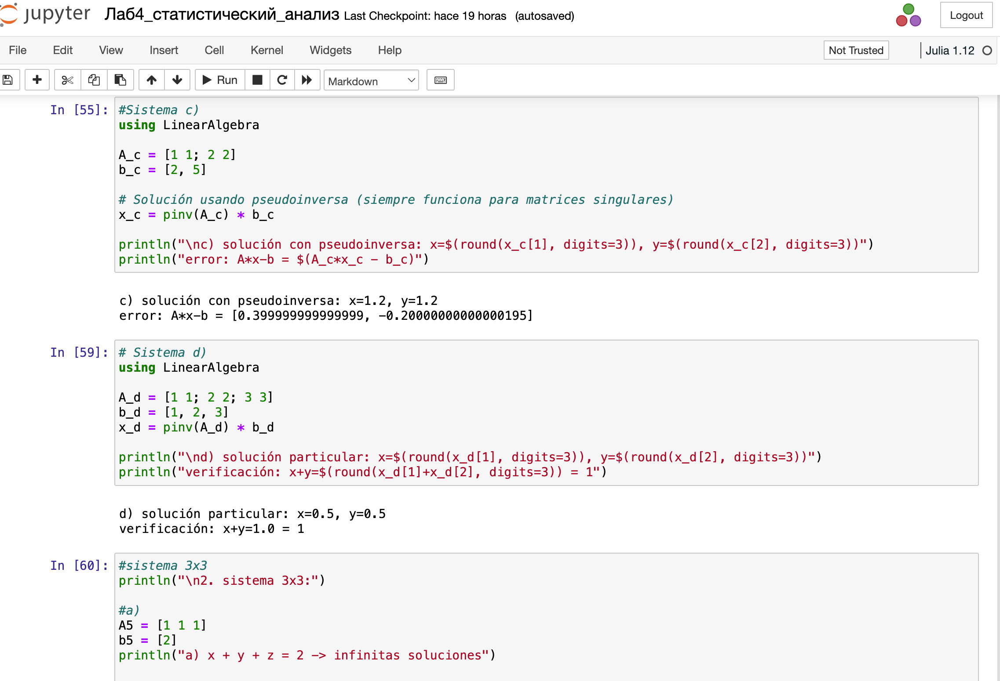 jupyter Лаб4_статистический_анализ Last Checkpoint: hace 19 horas (autosaved) Logout
File Edit View Insert Cell Kernel Widgets Help Not Trusted Julia 1.12
Run Markdown
In [55]: #Sistema c)
using LinearAlgebra
A_c = [1 1; 2 2]
b_c = [2, 5]
# Solución usando pseudoinversa (siempre funciona para matrices singulares)
x_c = pinv(A_c) * b_c
println("\nc) solución con pseudoinversa: x=$(round(x_c[1], digits=3)), y=$(round(x_c[2], digits=3))")
println("error: A*x-b = $(A_c*x_c - b_c)")
c) solución con pseudoinversa: x=1.2, y=1.2
error: A*x-b = [0.399999999999999, -0.20000000000000195]
In [59]: # Sistema d)
using LinearAlgebra
A_d = [1 1; 2 2; 3 3]
b_d = [1, 2, 3]
x_d = pinv(A_d) * b_d
println("\nd) solución particular: x=$(round(x_d[1], digits=3)), y=$(round(x_d[2], digits=3))")
println("verificación: x+y=$(round(x_d[1]+x_d[2], digits=3)) = 1")
d) solución particular: x=0.5, y=0.5
verificación: x+y=1.0 = 1
In [60]: #sistema 3x3
println("\n2. sistema 3x3:")
#a)
A5 = [1 1 1]
b5 = [2]
println("a) x + y + z = 2 -> infinitas soluciones")